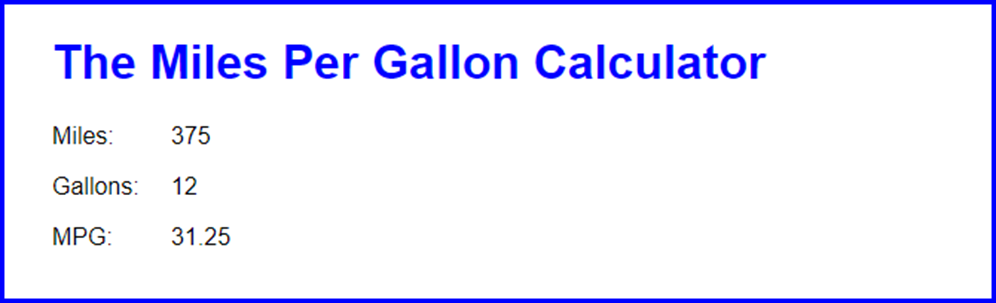 The Miles Per Gallon Calculator
Miles: 375
Gallons: 12
MPG: 31.25